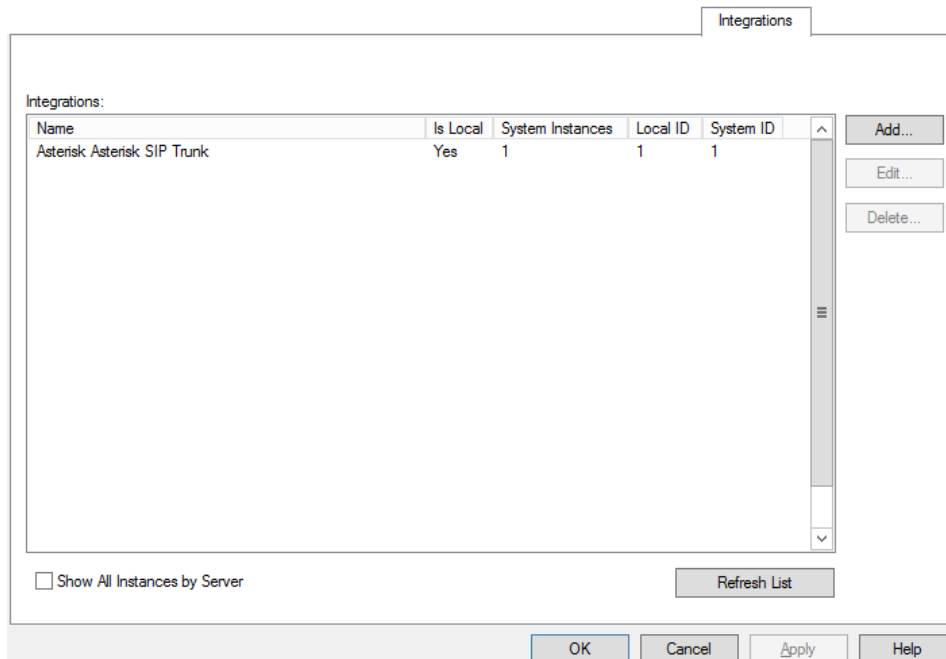 Integrations
Integrations:
Name Is Local System Instances Local ID System ID
Add...
Asterisk Asterisk SIP Trunk Yes 1 1 1
Edit...
Delete...
Show All Instances by Server
Refresh List
OK Cancel Apply Help